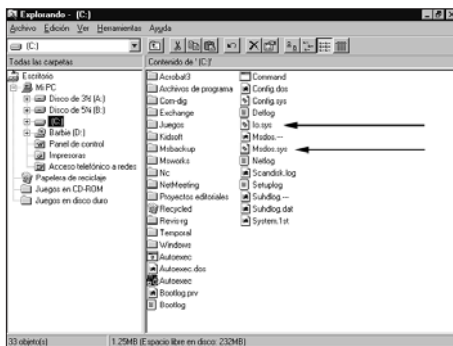 Explorando - (C:)
Archivo Edición Ver Herramientas Ayuda
(C:)
Todas las carpetas
Contenido de '(C:)'
Escritorio
Mi PC
Disco de 3½ (A:)
Disco de 5¼ (B:)
(C:)
Barbie (D:)
Panel de control
Impresoras
Acceso telefónico a redes
Papelera de reciclaje
Juegos en CD-ROM
Juegos en disco duro
Acrobat3
Archivos de programa
Com-dig
Exchange
Juegos
Kidsoft
Msbackup
Msworks
Nc
NetMeeting
Proyectos editoriales
Recycled
Revis-rg
Temporal
Windows
Autoexec
Autoexec.dos
Autoexec
Bootlog.prv
Bootlog
Command
Config.dos
Config.sys
Detlog
Io.sys
Msdos.---
Msdos.sys
Netlog
Scandisk.log
Setuplog
Suhdlog.---
Suhdlog.dat
System.1st
33 objeto(s)
1.25MB (Espacio libre en disco: 232MB)